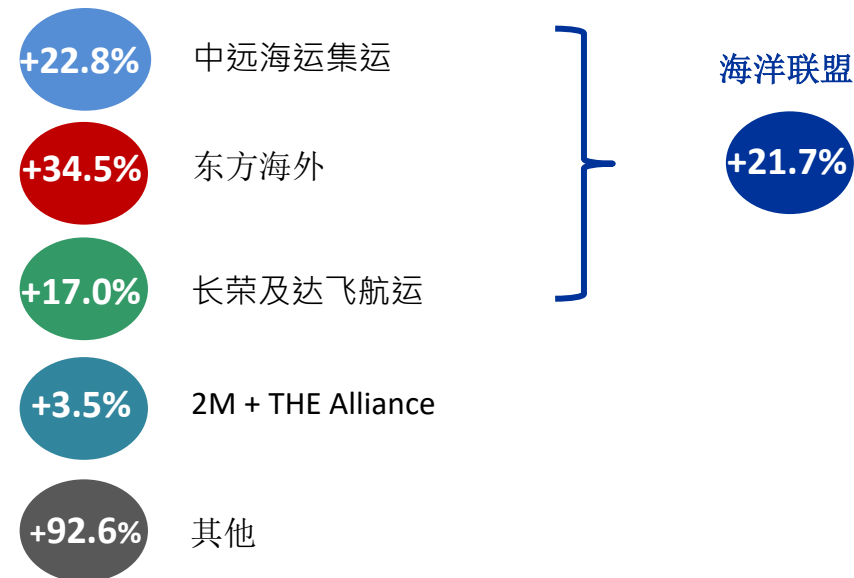 +22.8% 中远海运集运
海洋联盟
+34.5% 东方海外
+21.7%
+17.0% 长荣及达飞航运
+3.5% 2M + THE Alliance
+92.6% 其他